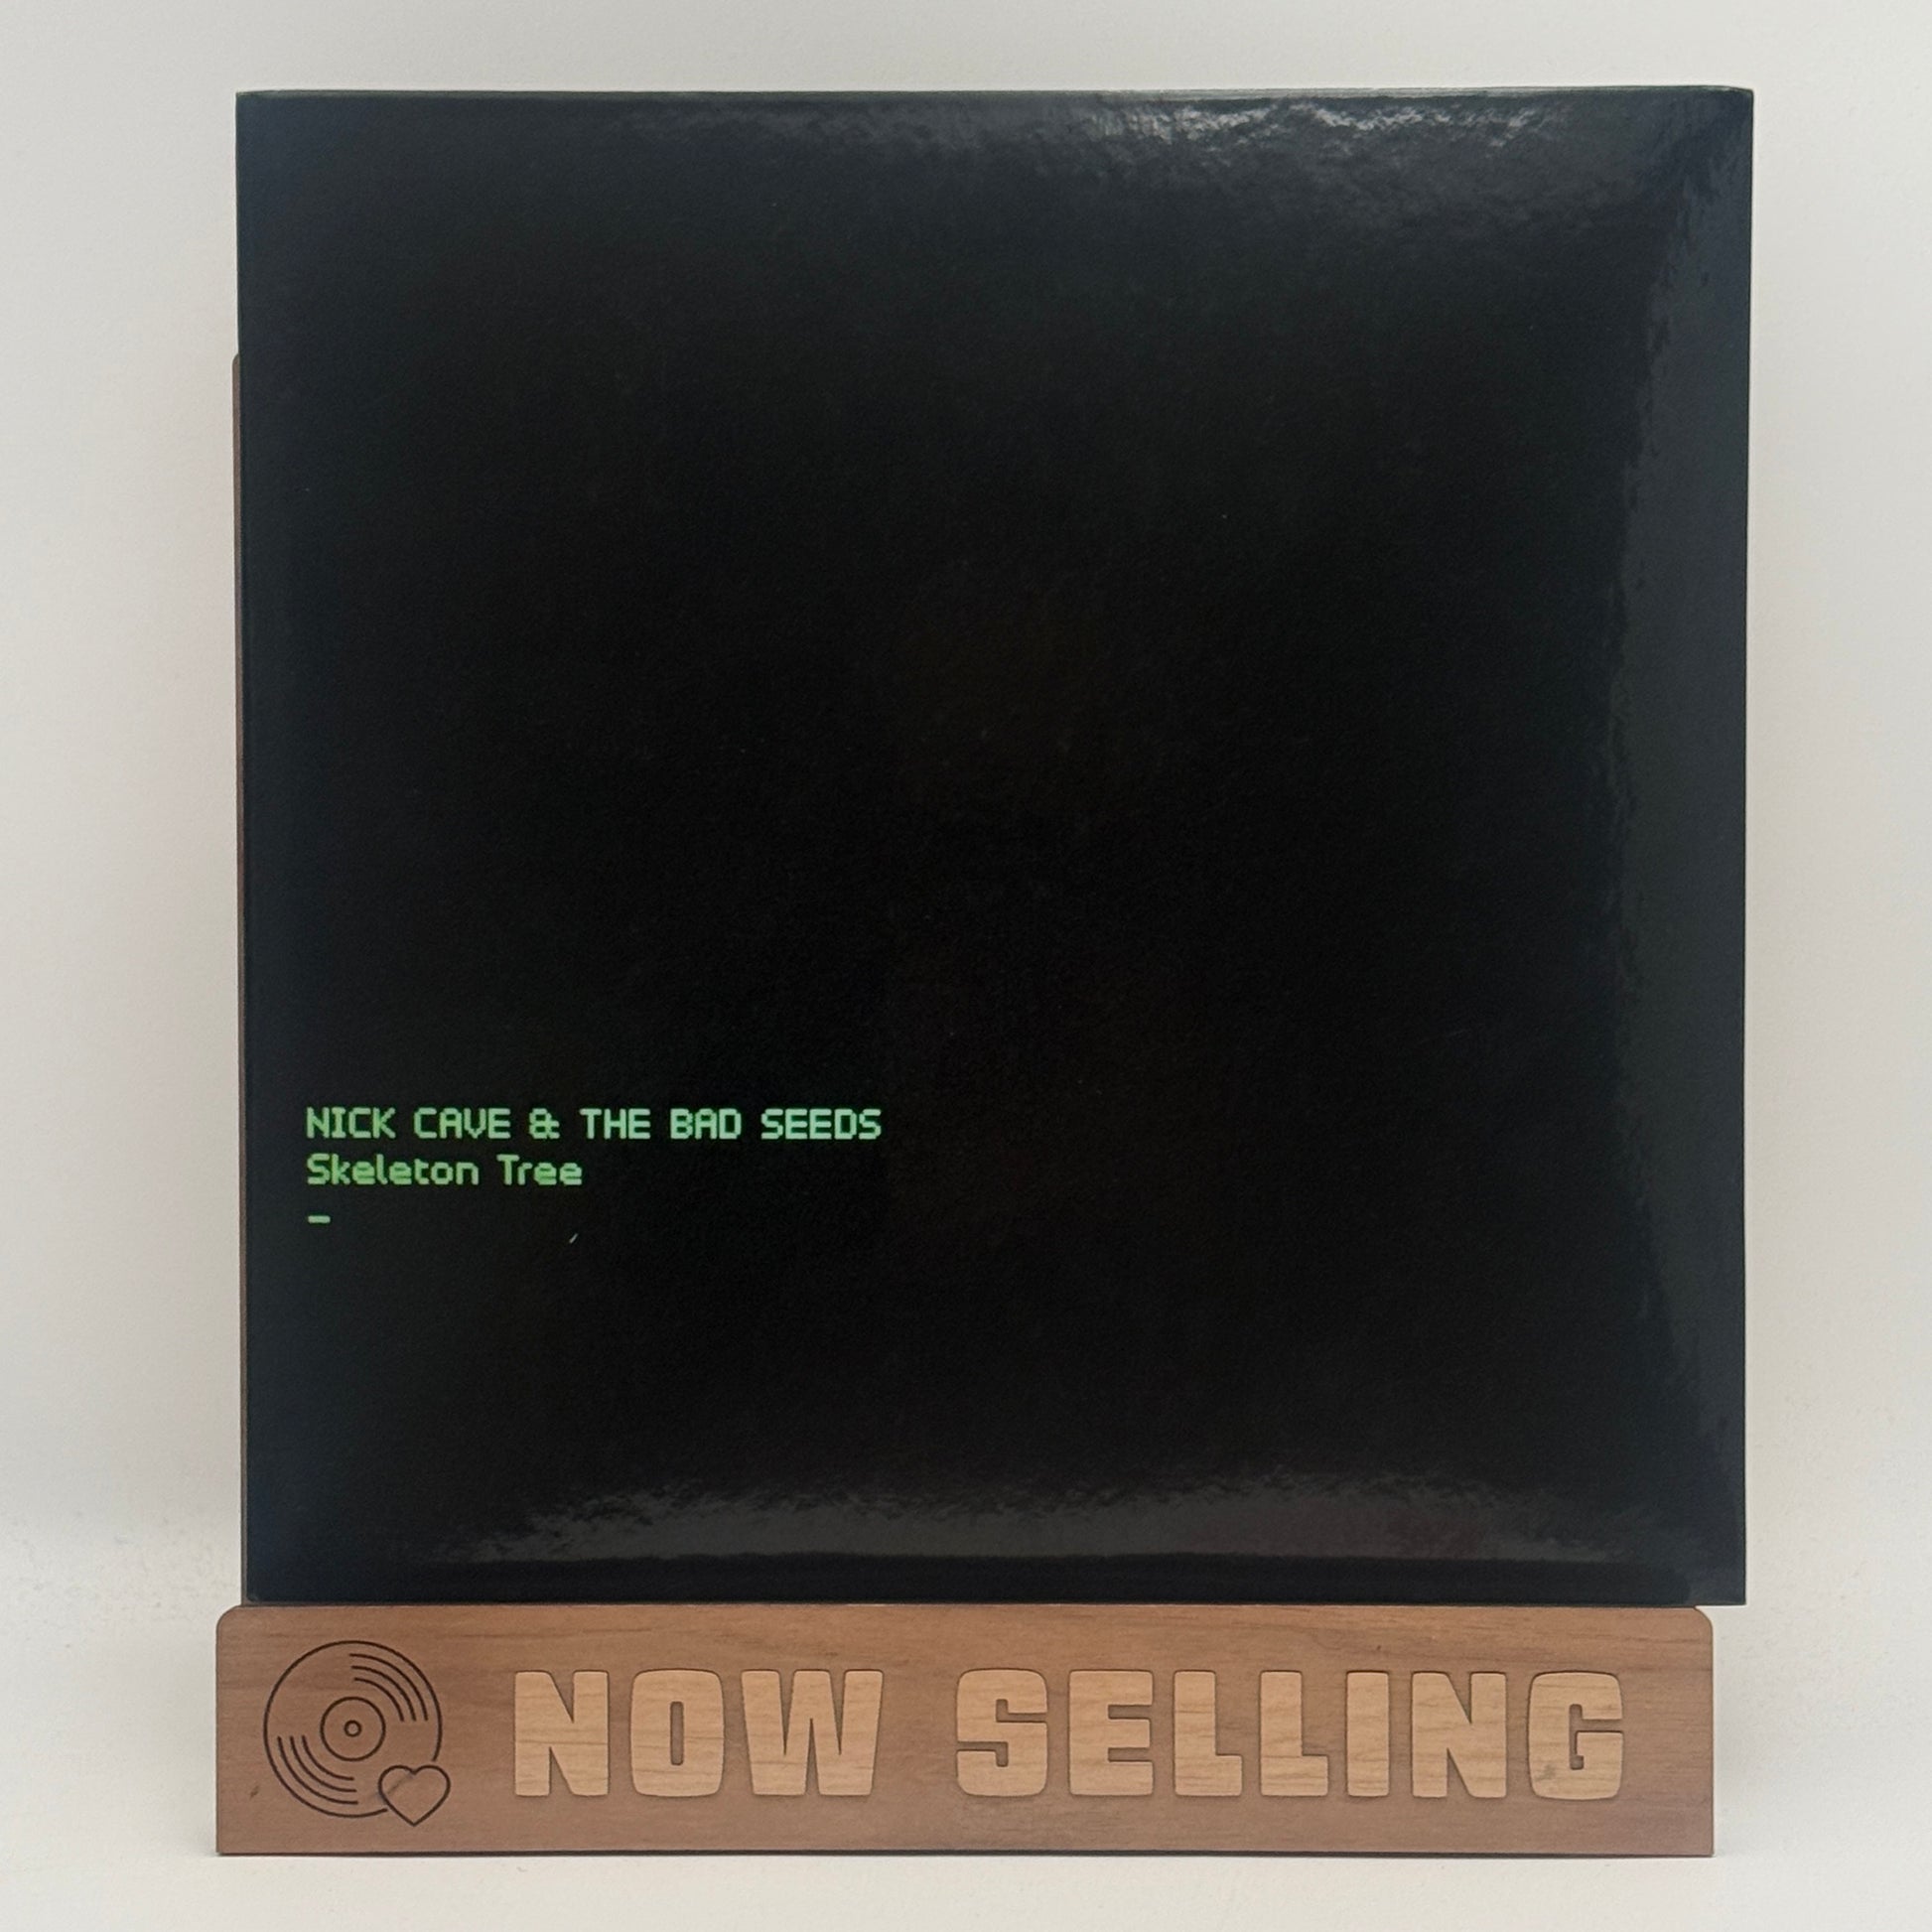 NICK CAVE & THE BAD SEEDS
Skeleton Tree
_
NOW SELLING